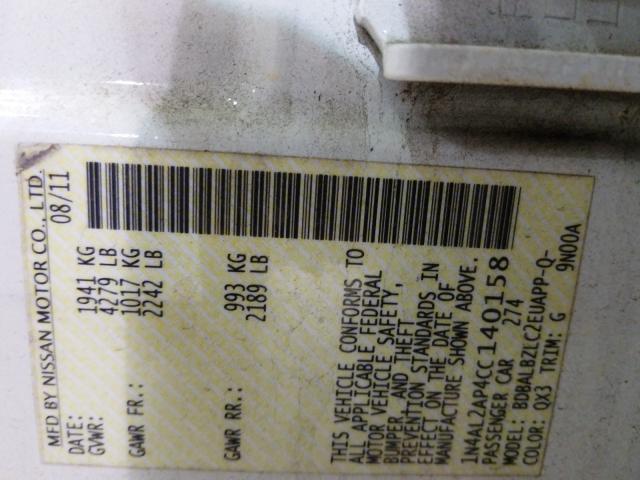 MFD BY NISSAN MOTOR CO., LTD.
DATE: 08/11
GVWR: 1941 KG
4279 LB
GAWR FR.: 1017 KG
2242 LB
GAWR RR.: 993 KG
2189 LB
THIS VEHICLE CONFORMS TO
ALL APPLICABLE FEDERAL
MOTOR VEHICLE SAFETY,
BUMPER, AND THEFT
PREVENTION STANDARDS IN
EFFECT ON THE DATE OF
MANUFACTURE SHOWN ABOVE.
1N4AL2AP4CC140158
PASSENGER CAR 274
MODEL: BDBALBZLC2EUAPP-Q-
COLOR: QX3 TRIM: G 9N00A